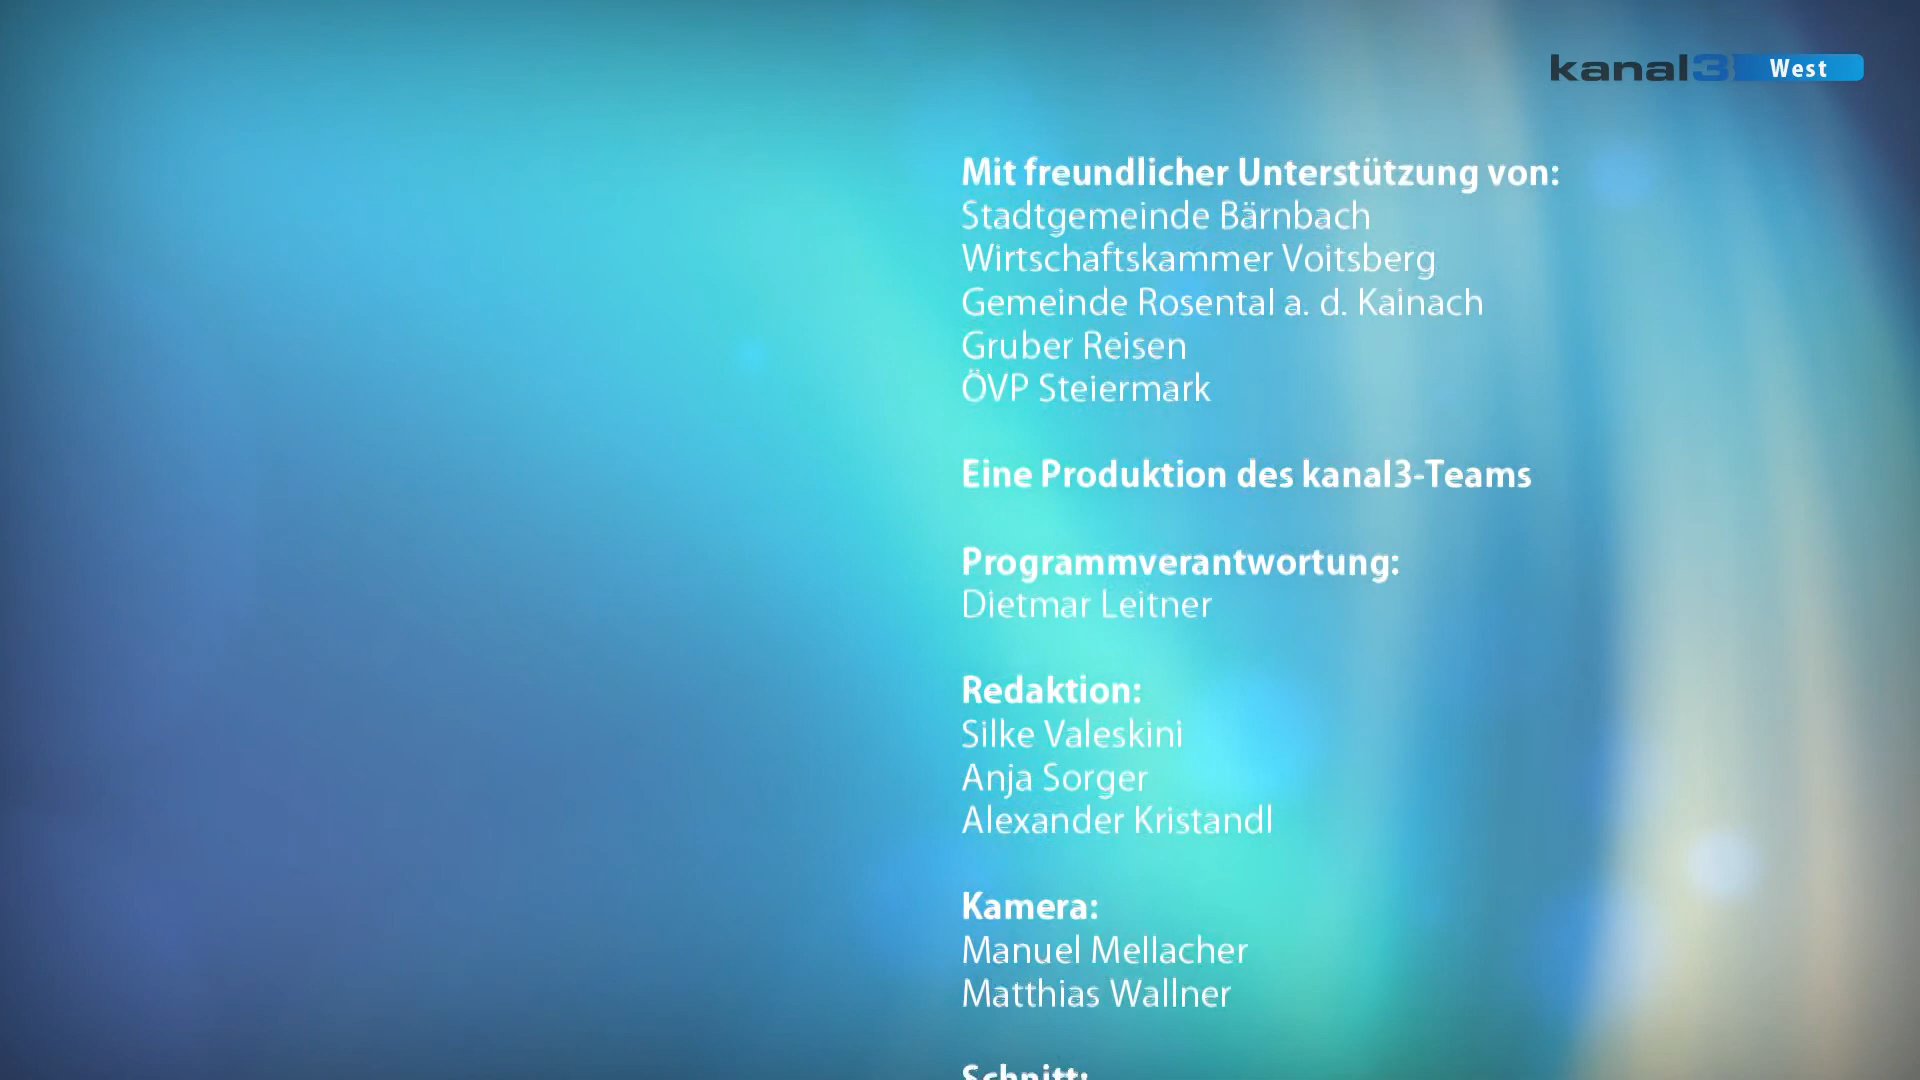 kanal3 West
Mit freundlicher Unterstützung von:
Stadtgemeinde Bärnbach
Wirtschaftskammer Voitsberg
Gemeinde Rosental a. d. Kainach
Gruber Reisen
ÖVP Steiermark
Eine Produktion des kanal3-Teams
Programmverantwortung:
Dietmar Leitner
Redaktion:
Silke Valeskini
Anja Sorger
Alexander Kristandl
Kamera:
Manuel Mellacher
Matthias Wallner
Schnitt: